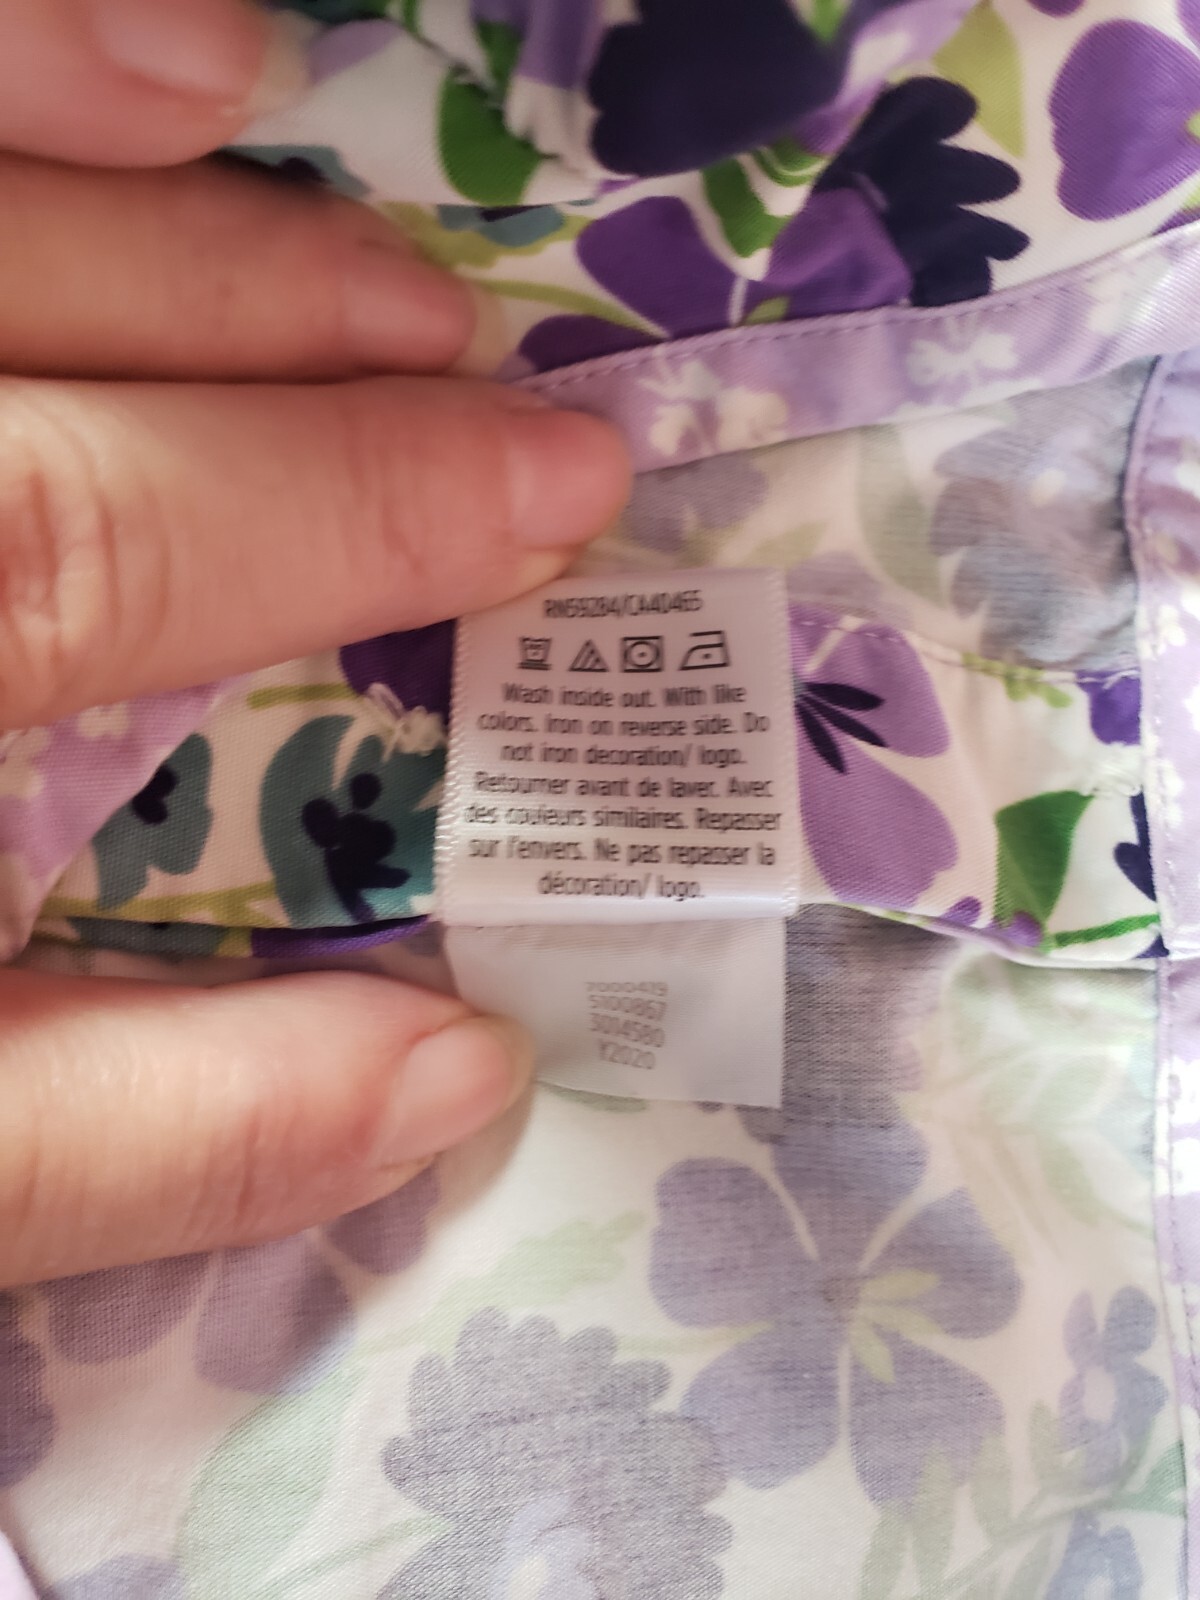 RN59284/CA40465
Wash inside out. With like
colors. Iron on reverse side. Do
not iron decoration/ logo.
Retourner avant de laver. Avec
des couleurs similaires. Repasser
sur l'envers. Ne pas repasser la
décoration/ logo.
7000419
5100867
3014580
Y2020